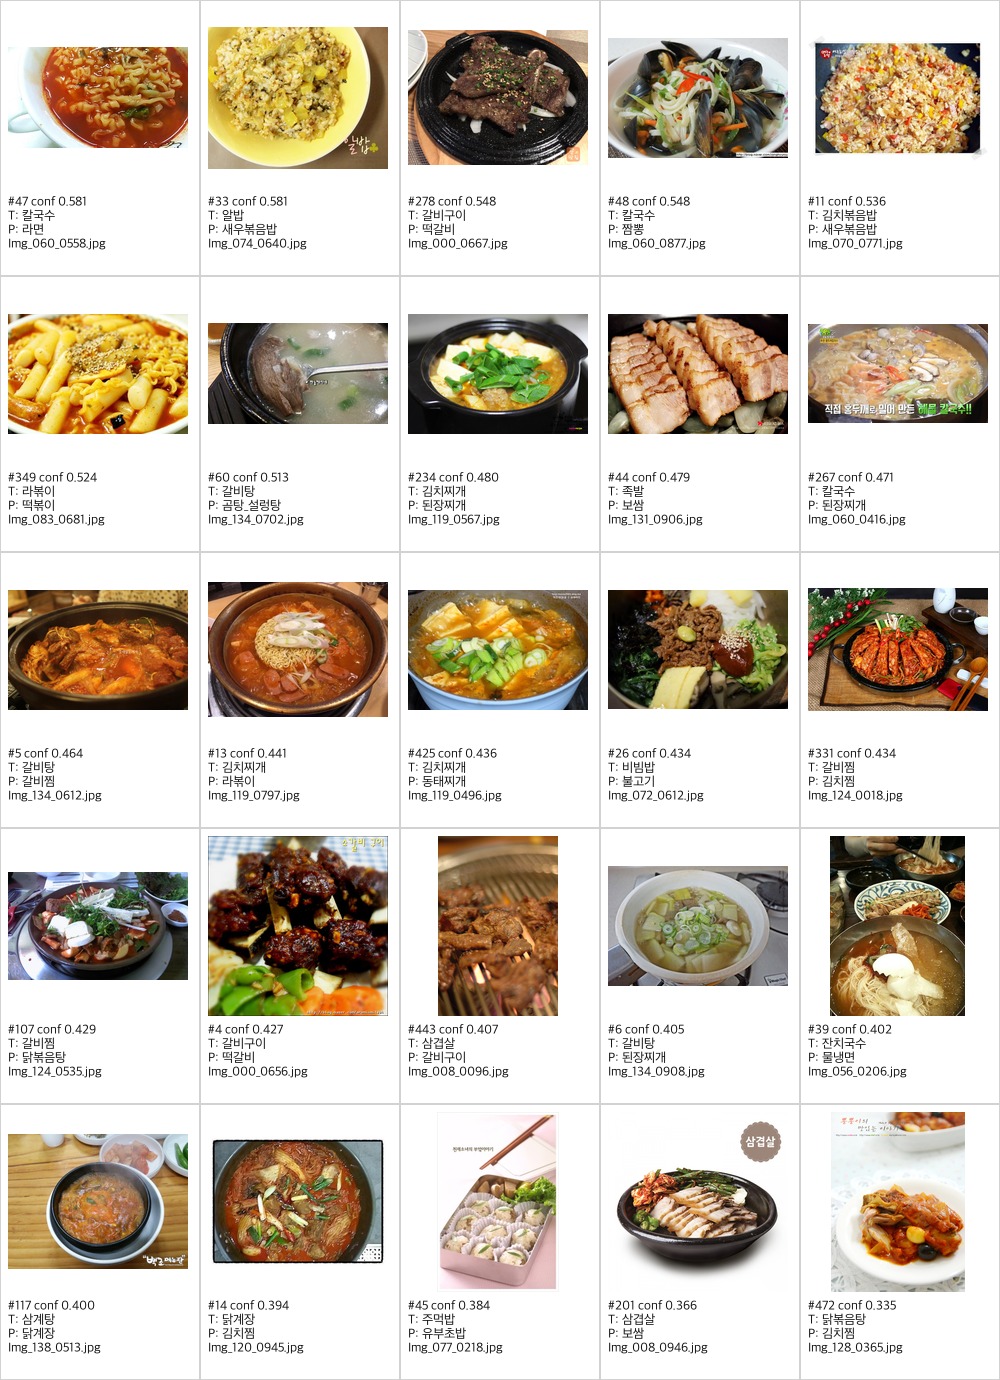 알밥
#47 conf 0.581
T: 칼국수
P: 라면
Img_060_0558.jpg
#33 conf 0.581
T: 알밥
P: 새우볶음밥
Img_074_0640.jpg
#278 conf 0.548
T: 갈비구이
P: 떡갈비
Img_000_0667.jpg
#48 conf 0.548
T: 칼국수
P: 짬뽕
Img_060_0877.jpg
#11 conf 0.536
T: 김치볶음밥
P: 새우볶음밥
Img_070_0771.jpg
직접 홍두깨로 밀어 만든 해물 칼국수!!
#349 conf 0.524
T: 라볶이
P: 떡볶이
Img_083_0681.jpg
#60 conf 0.513
T: 갈비탕
P: 곰탕_설렁탕
Img_134_0702.jpg
#234 conf 0.480
T: 김치찌개
P: 된장찌개
Img_119_0567.jpg
#44 conf 0.479
T: 족발
P: 보쌈
Img_131_0906.jpg
#267 conf 0.471
T: 칼국수
P: 된장찌개
Img_060_0416.jpg
#5 conf 0.464
T: 갈비탕
P: 갈비찜
Img_134_0612.jpg
#13 conf 0.441
T: 김치찌개
P: 라볶이
Img_119_0797.jpg
#425 conf 0.436
T: 김치찌개
P: 동태찌개
Img_119_0496.jpg
#26 conf 0.434
T: 비빔밥
P: 불고기
Img_072_0612.jpg
#331 conf 0.434
T: 갈비찜
P: 김치찜
Img_124_0018.jpg
#107 conf 0.429
T: 갈비찜
P: 닭볶음탕
Img_124_0535.jpg
#4 conf 0.427
T: 갈비구이
P: 떡갈비
Img_000_0656.jpg
#443 conf 0.407
T: 삼겹살
P: 갈비구이
Img_008_0096.jpg
#6 conf 0.405
T: 갈비탕
P: 된장찌개
Img_134_0908.jpg
#39 conf 0.402
T: 잔치국수
P: 물냉면
Img_056_0206.jpg
삼겹살
#117 conf 0.400
T: 삼계탕
P: 닭계장
Img_138_0513.jpg
#14 conf 0.394
T: 닭계장
P: 김치찜
Img_120_0945.jpg
#45 conf 0.384
T: 주먹밥
P: 유부초밥
Img_077_0218.jpg
#201 conf 0.366
T: 삼겹살
P: 보쌈
Img_008_0946.jpg
#472 conf 0.335
T: 닭볶음탕
P: 김치찜
Img_128_0365.jpg